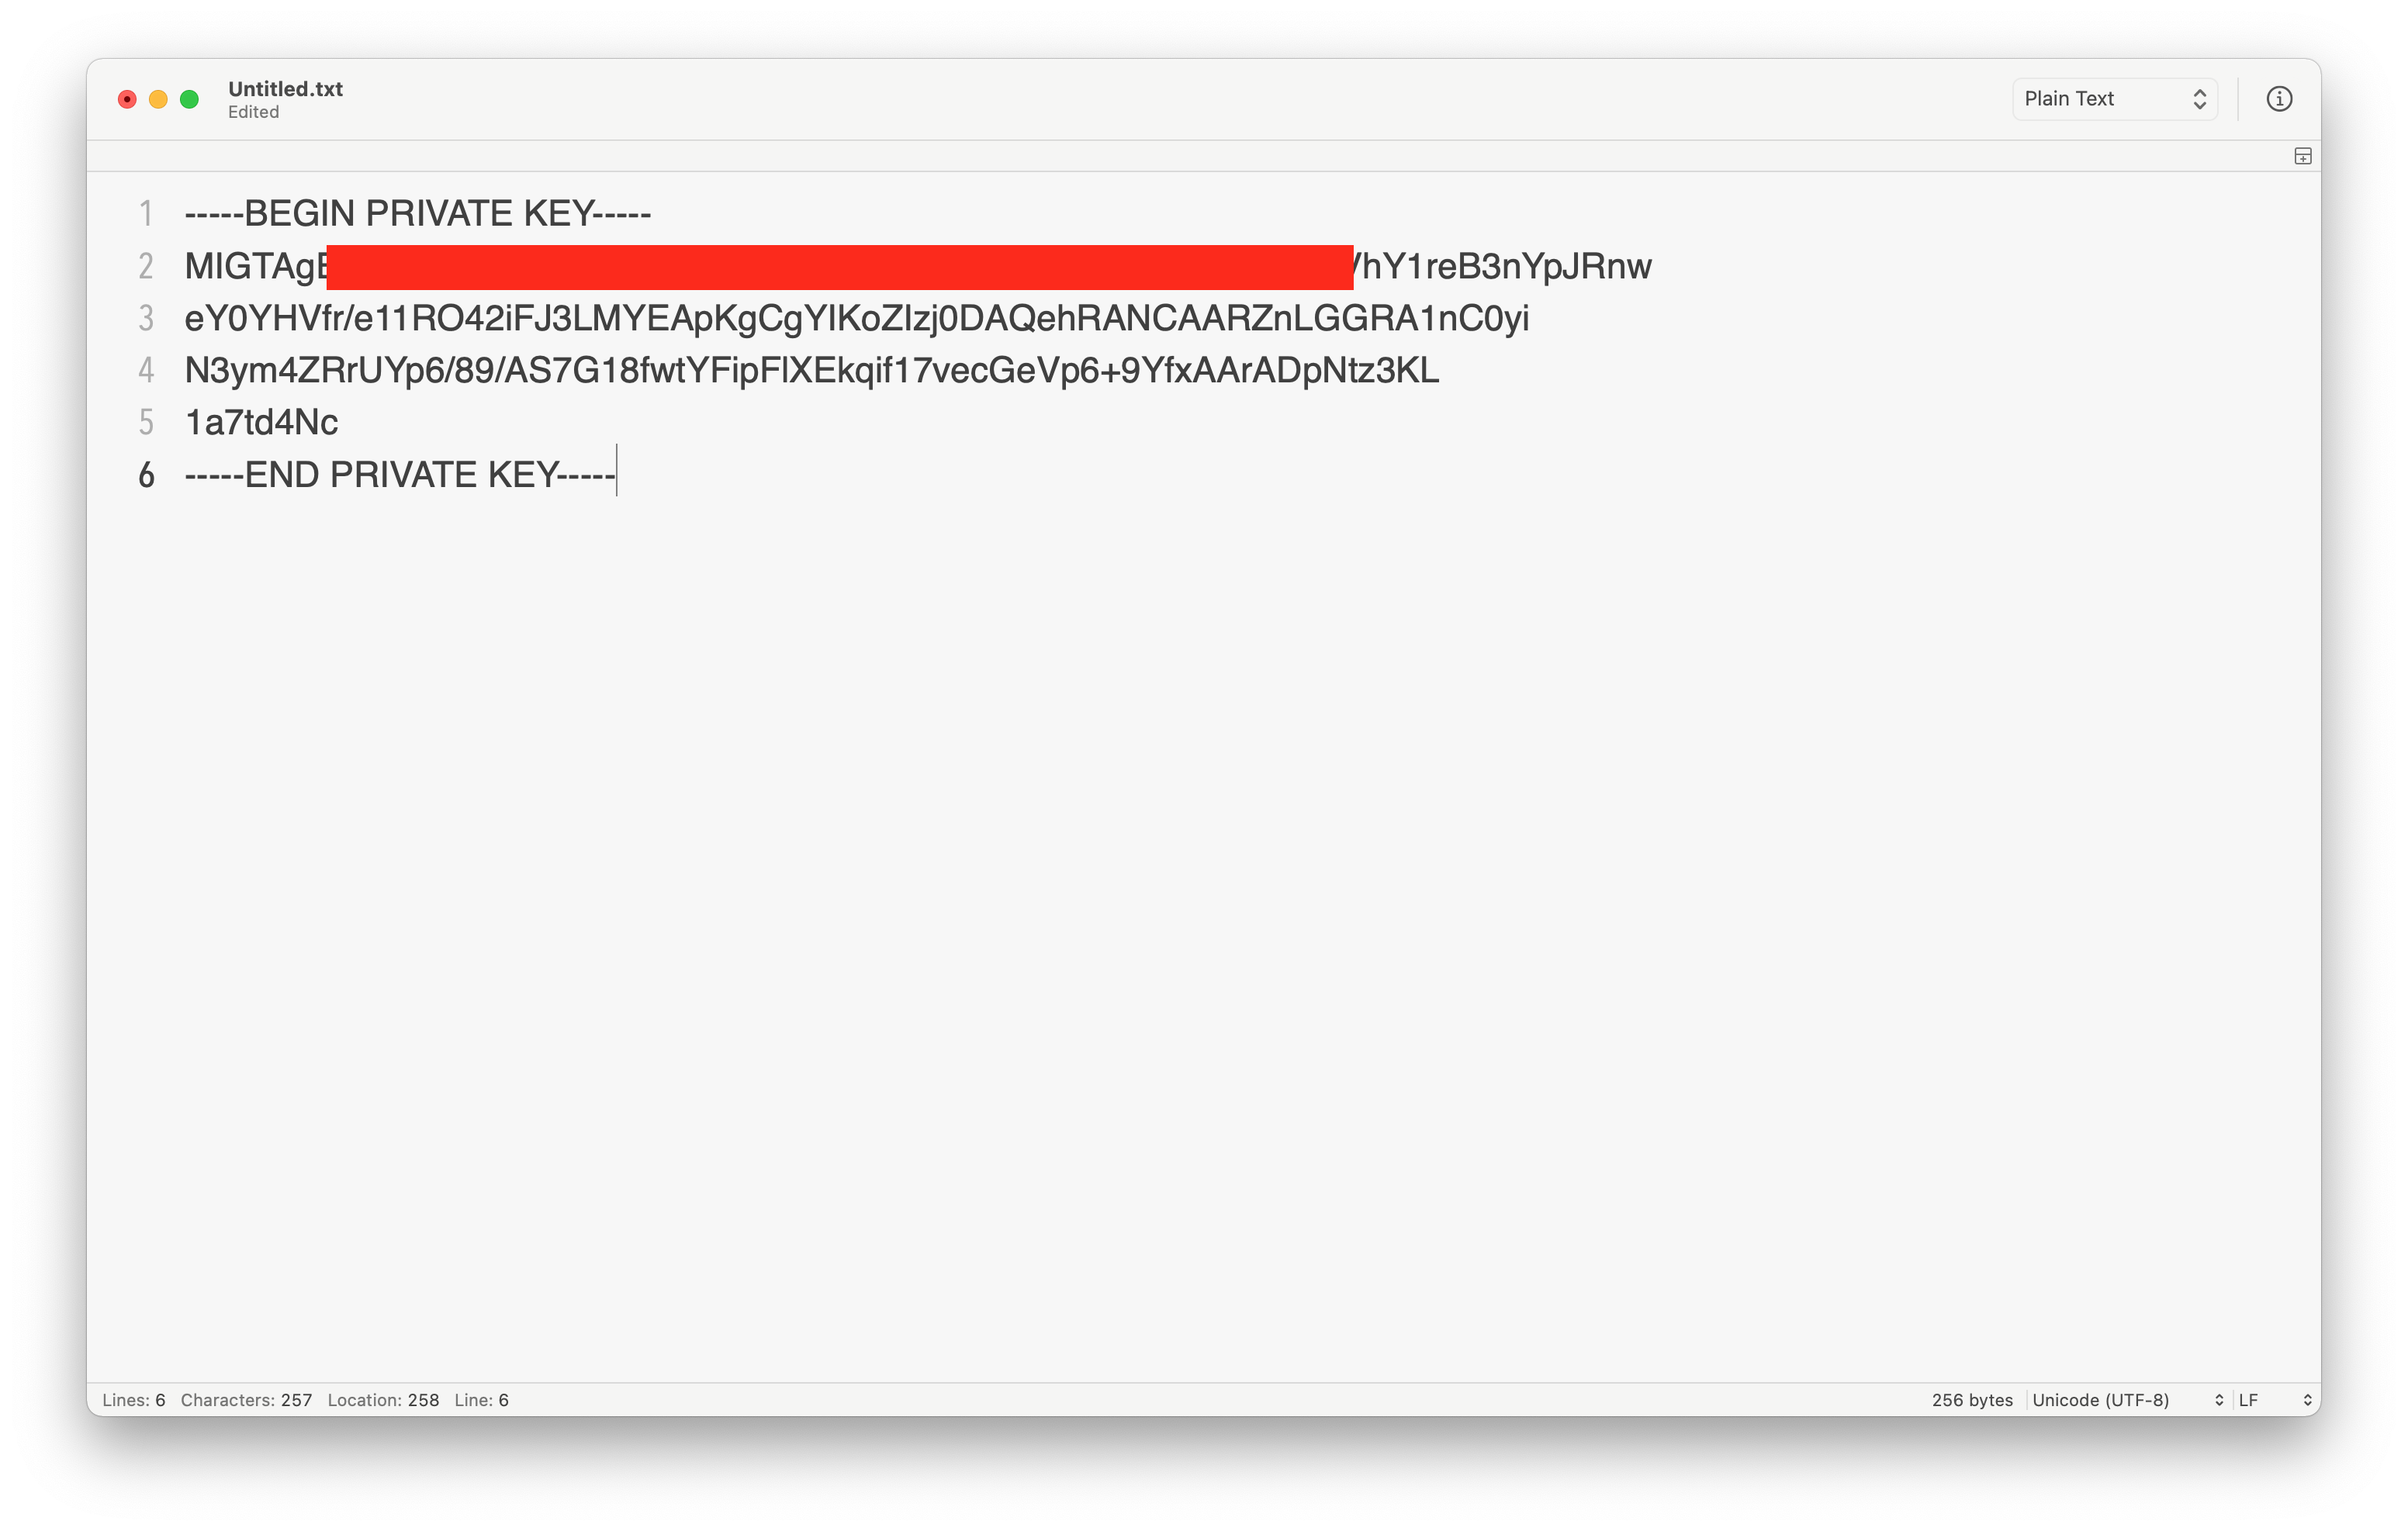 Untitled.txt
Edited
Plain Text
1 -----BEGIN PRIVATE KEY-----
2 MIGTAg /hY1reB3nYpJRnw
3 eY0YHVfr/e11RO42iFJ3LMYEApKgCgYIKoZIzj0DAQehRANCAARZnLGGRA1nC0yi
4 N3ym4ZRrUYp6/89/AS7G18fwtYFipFlXEkqif17vecGeVp6+9YfxAArADpNtz3KL
5 1a7td4Nc
6 -----END PRIVATE KEY-----
Lines: 6 Characters: 257 Location: 258 Line: 6 256 bytes Unicode (UTF-8) LF